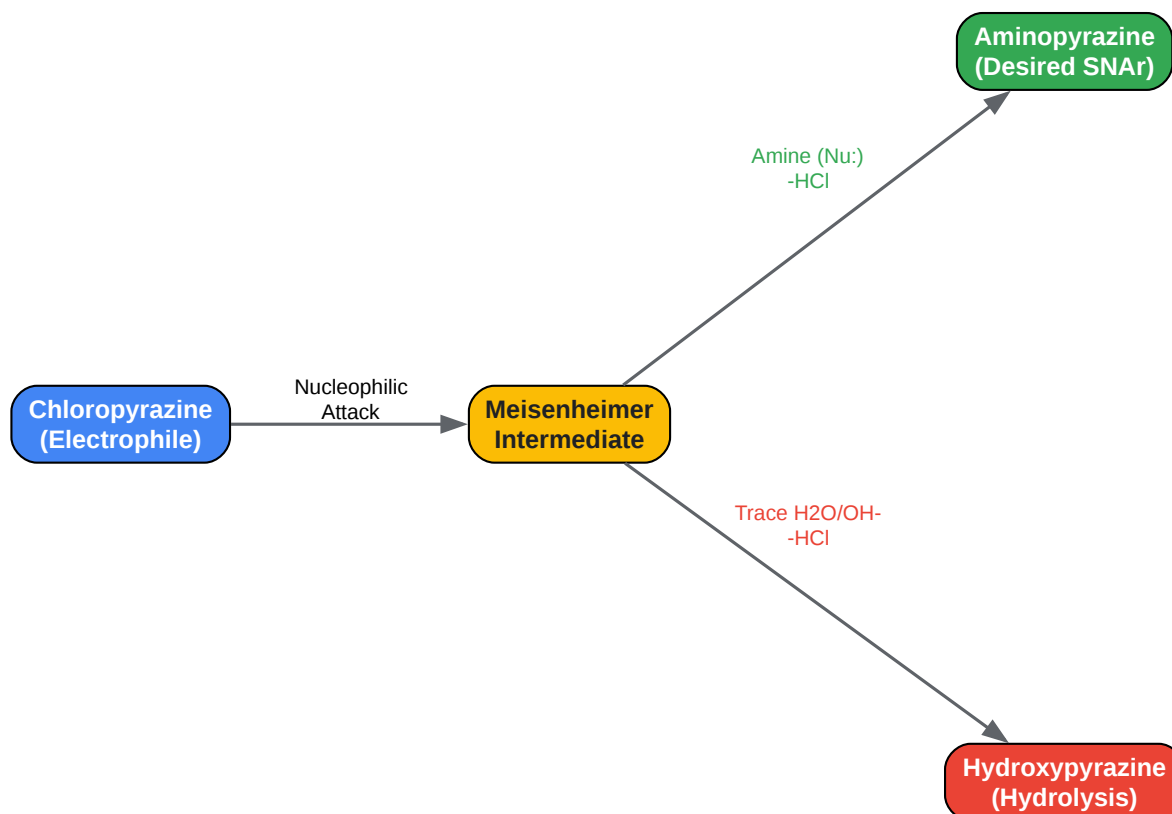 Aminopyrazine
(Desired SNAr)
Amine (Nu:)
-HCl
Nucleophilic
Attack
Chloropyrazine
(Electrophile)
Meisenheimer
Intermediate
Trace H2O/OH-
-HCl
Hydroxypyrazine
(Hydrolysis)